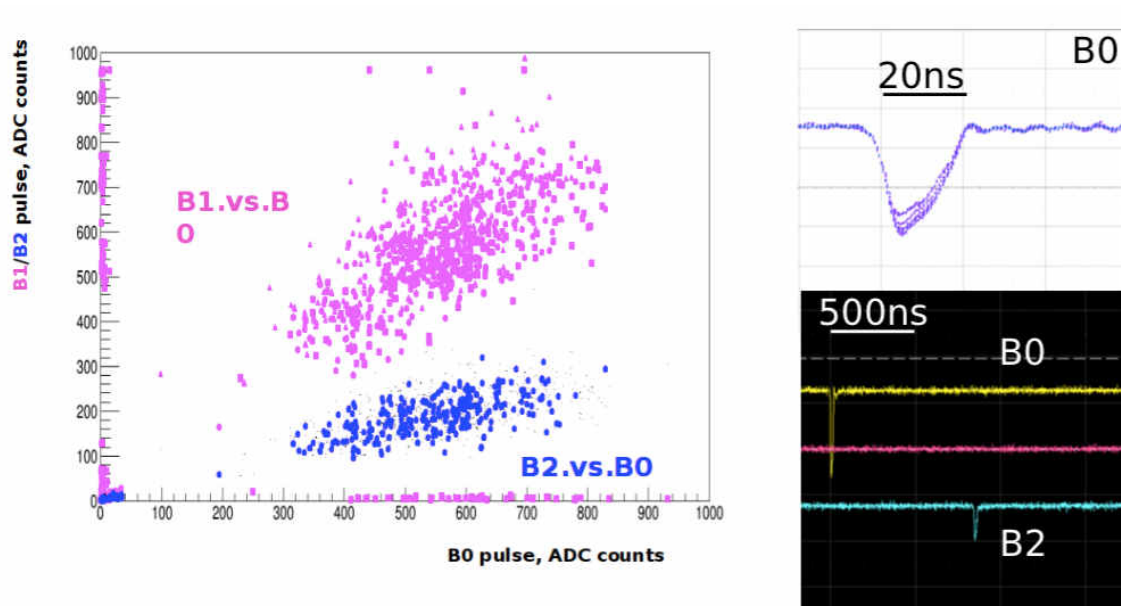 B1/B2 pulse, ADC counts
1000
900
800
700
600
500
400
300
200
100
0
B1.vs.B
0
B2.vs.B0
0 100 200 300 400 500 600 700 800 900 1000
B0 pulse, ADC counts
B0
20ns
500ns
B0
B2